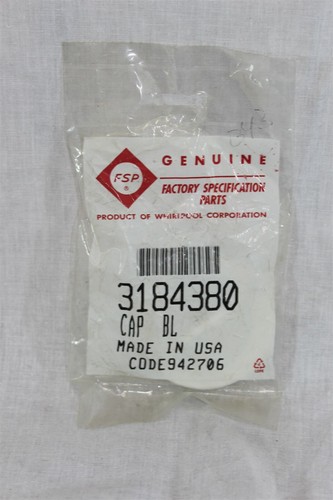 FSP
®
GENUINE
FACTORY SPECIFICATION
PARTS
PRODUCT OF WHIRLPOOL CORPORATION
3184380
CAP BL
MADE IN USA
CODE942706